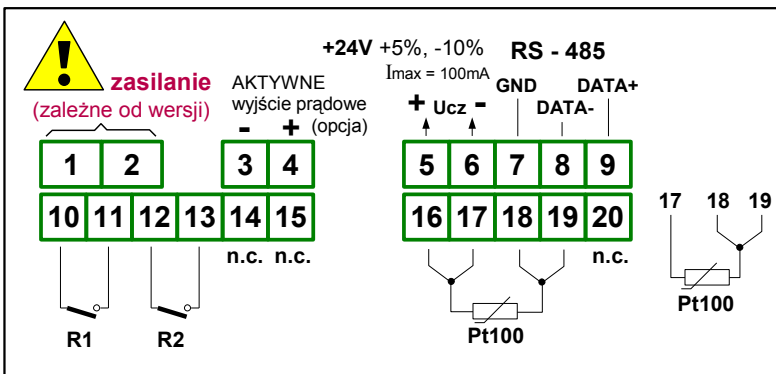 +24V +5%, -10% RS - 485
Imax = 100mA
zasilanie AKTYWNE GND DATA+
(zależne od wersji) wyjście prądowe + Ucz - DATA-
- + (opcja)
1 2 3 4 5 6 7 8 9
10 11 12 13 14 15 16 17 18 19 20
n.c. n.c. n.c.
17 18 19
R1 R2 Pt100 Pt100